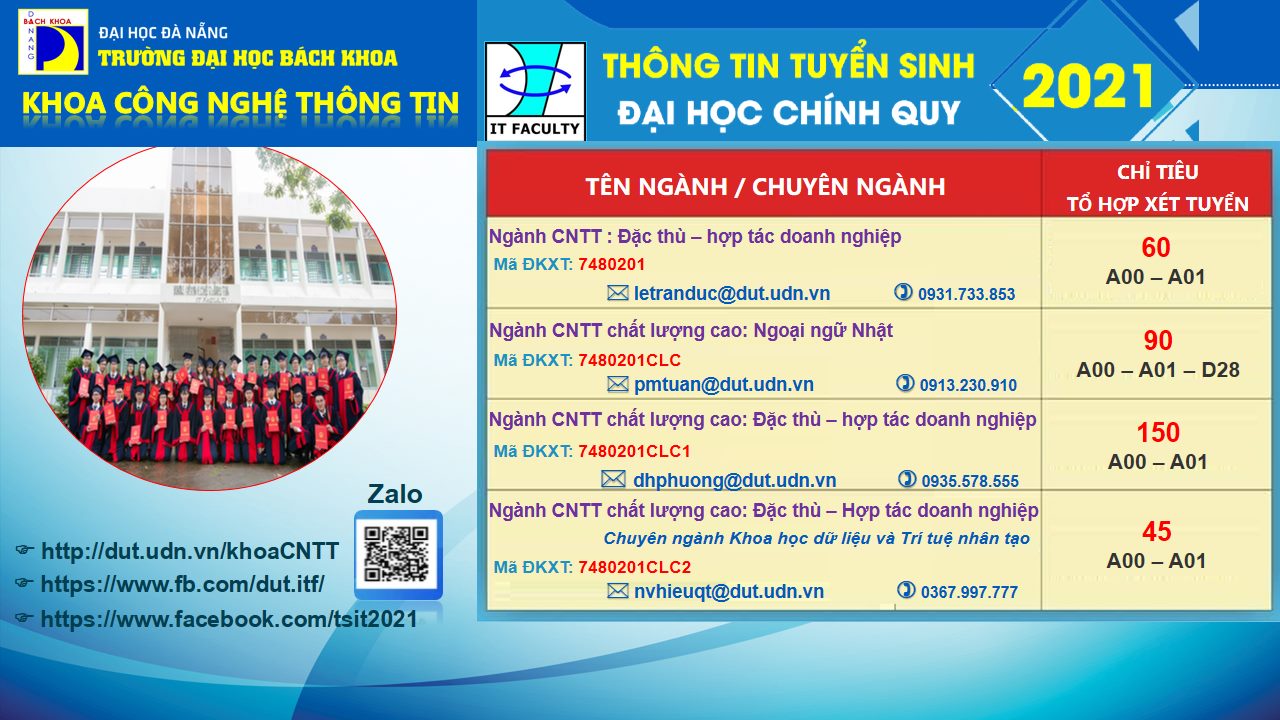 BÁCH KHOA
DANANG
ĐẠI HỌC ĐÀ NẴNG
TRƯỜNG ĐẠI HỌC BÁCH KHOA
KHOA CÔNG NGHỆ THÔNG TIN
IT FACULTY
THÔNG TIN TUYỂN SINH
ĐẠI HỌC CHÍNH QUY
2021
TÊN NGÀNH / CHUYÊN NGÀNH
CHỈ TIÊU
TỔ HỢP XÉT TUYỂN
Ngành CNTT : Đặc thù – hợp tác doanh nghiệp
Mã ĐKXT: 7480201
letranduc@dut.udn.vn 0931.733.853
60
A00 – A01
Ngành CNTT chất lượng cao: Ngoại ngữ Nhật
Mã ĐKXT: 7480201CLC
pmtuan@dut.udn.vn 0913.230.910
90
A00 – A01 – D28
Ngành CNTT chất lượng cao: Đặc thù – hợp tác doanh nghiệp
Mã ĐKXT: 7480201CLC1
dhphuong@dut.udn.vn 0935.578.555
150
A00 – A01
Ngành CNTT chất lượng cao: Đặc thù – Hợp tác doanh nghiệp
Chuyên ngành Khoa học dữ liệu và Trí tuệ nhân tạo
Mã ĐKXT: 7480201CLC2
nvhieuqt@dut.udn.vn 0367.997.777
45
A00 – A01
Zalo
http://dut.udn.vn/khoaCNTT
https://www.fb.com/dut.itf/
https://www.facebook.com/tsit2021